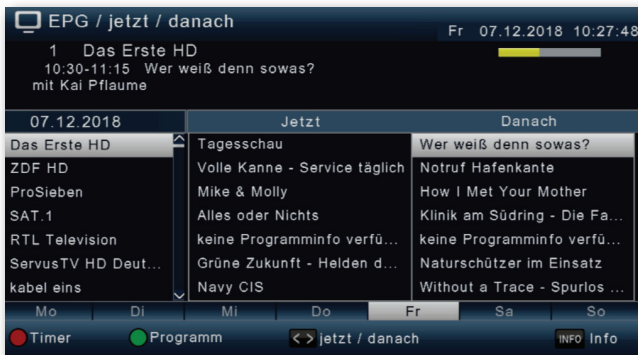 EPG / jetzt / danach
Fr 07.12.2018 10:27:48
1 Das Erste HD
10:30-11:15 Wer weiß denn sowas?
mit Kai Pflaume
07.12.2018 Jetzt Danach
Das Erste HD Tagesschau Wer weiß denn sowas?
ZDF HD Volle Kanne - Service täglich Notruf Hafenkante
ProSieben Mike & Molly How I Met Your Mother
SAT.1 Alles oder Nichts Klinik am Südring - Die Fa...
RTL Television keine Programminfo verfü... keine Programminfo verfü...
ServusTV HD Deut... Grüne Zukunft - Helden d... Naturschützer im Einsatz
kabel eins Navy CIS Without a Trace - Spurlos ...
Mo Di Mi Do Fr Sa So
Timer Programm < > jetzt / danach INFO Info